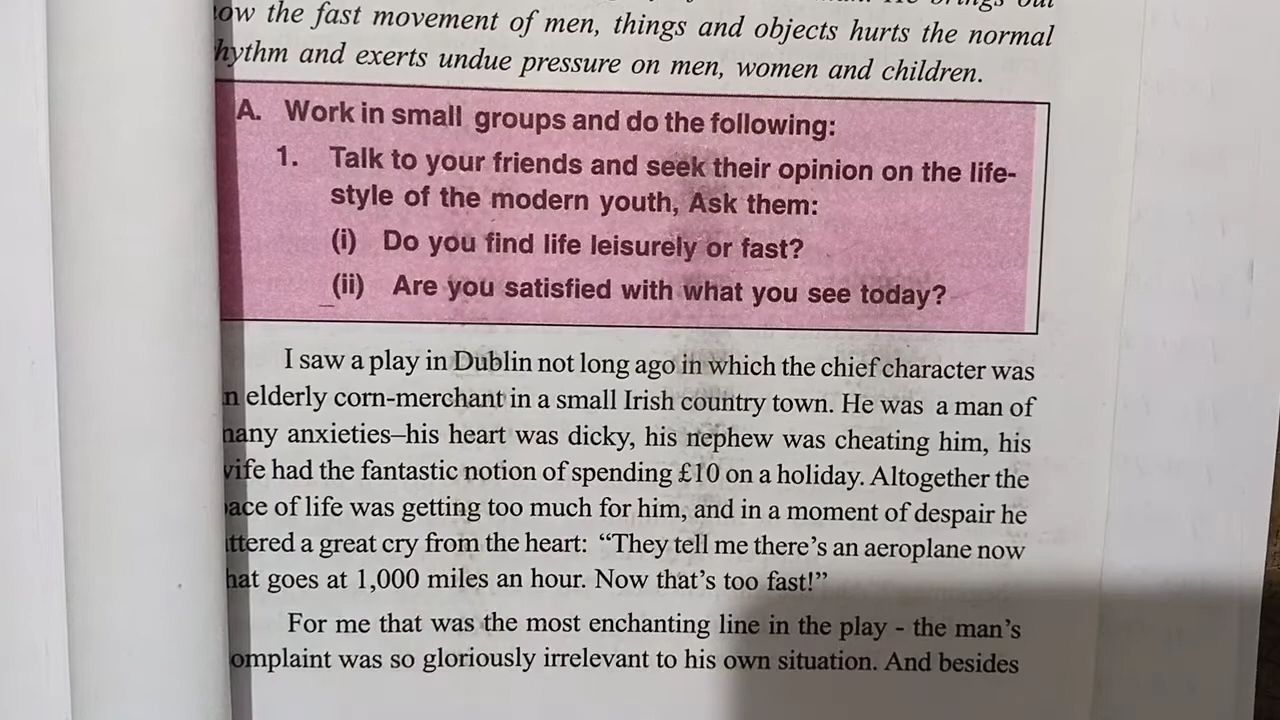 the fast movement of men, things and objects hurts the normal
and exerts undue pressure on men, women and children.
A. Work in small groups and do the following:
1. Talk to your friends and seek their opinion on the life-
style of the modern youth, Ask them:
(i) Do you find life leisurely or fast?
(ii) Are you satisfied with what you see today?
I saw a play in Dublin not long ago in which the chief character was
elderly corn-merchant in a small Irish country town. He was a man of
anxieties–his heart was dicky, his nephew was cheating him, his
had the fantastic notion of spending £10 on a holiday. Altogether the
of life was getting too much for him, and in a moment of despair he
a great cry from the heart: “They tell me there’s an aeroplane now
goes at 1,000 miles an hour. Now that’s too fast!”
For me that was the most enchanting line in the play - the man’s
was so gloriously irrelevant to his own situation. And besides